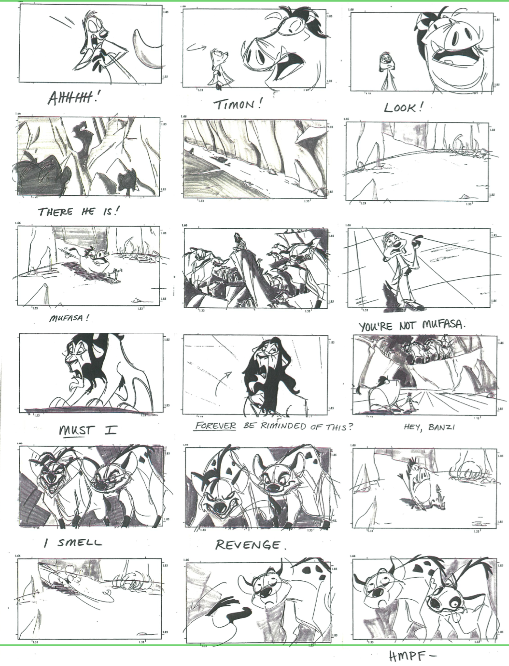 AHHHH!
TIMON!
LOOK!
THERE HE IS!
MUFASA!
YOU'RE NOT MUFASA.
MUST I
FOREVER BE RIMINDED OF THIS?
HEY, BANZI
I SMELL
REVENGE.
HMPF-